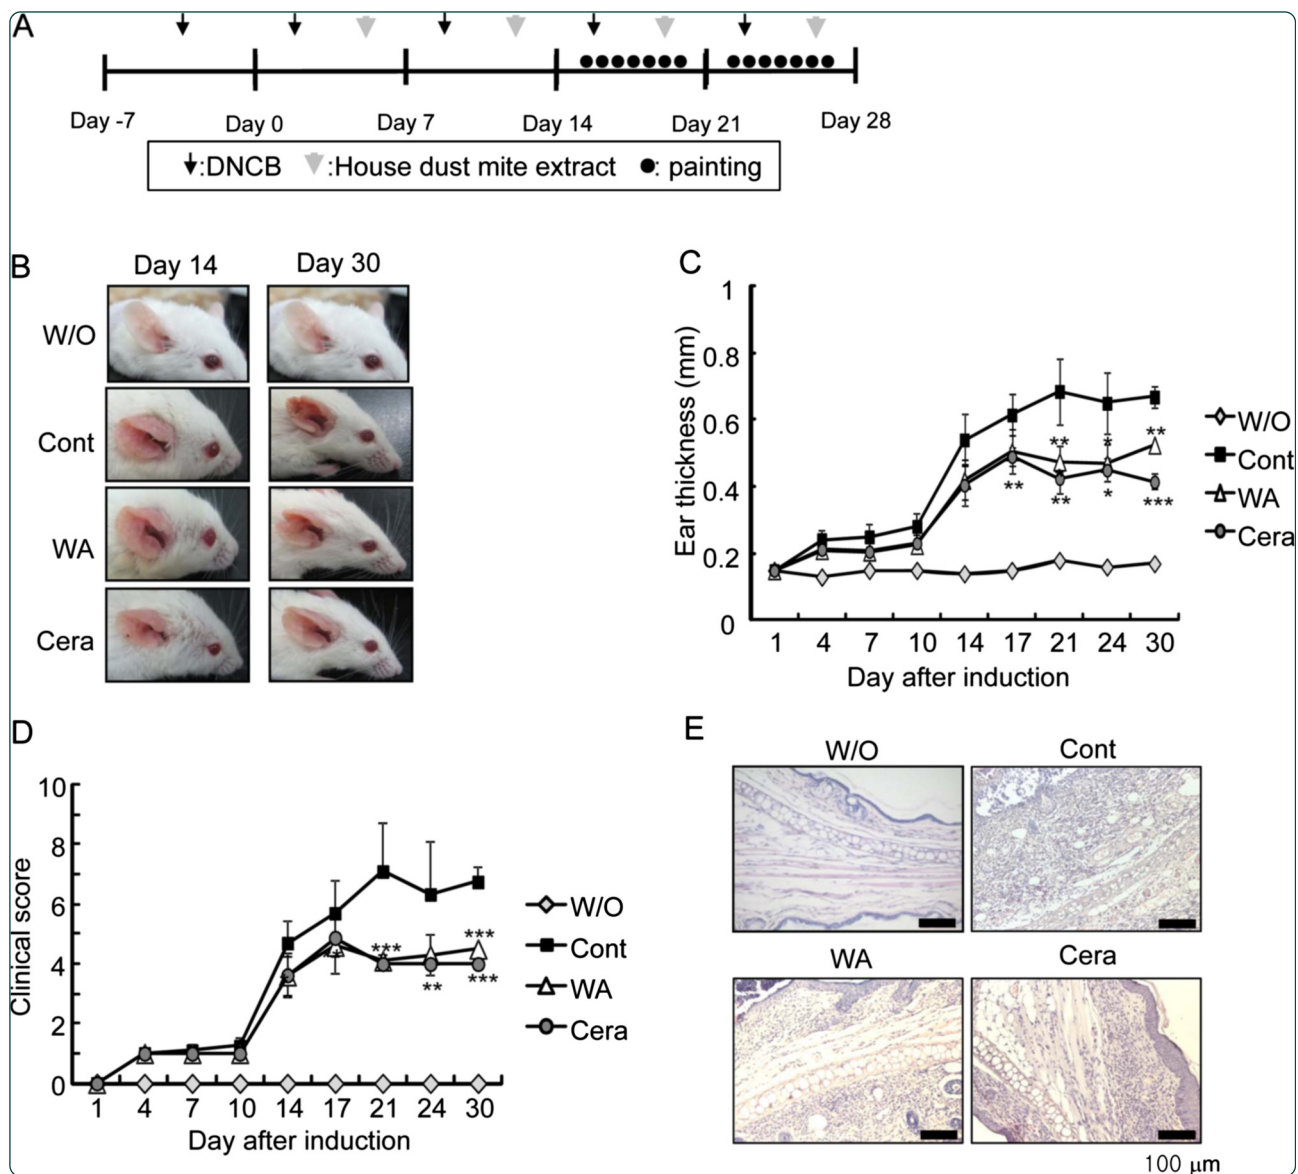 A
Day -7 Day 0 Day 7 Day 14 Day 21 Day 28
:DNCB :House dust mite extract : painting
B
Day 14 Day 30
W/O
Cont
WA
Cera
C
Ear thickness (mm)
1
0.8
0.6
0.4
0.2
0
** * **
** ** * ***
1 4 7 10 14 17 21 24 30
Day after induction
W/O
Cont
WA
Cera
D
Clinical score
10
8
6
4
2
0
*** ***
** ***
1 4 7 10 14 17 21 24 30
Day after induction
W/O
Cont
WA
Cera
E
W/O Cont
WA Cera
100 μm